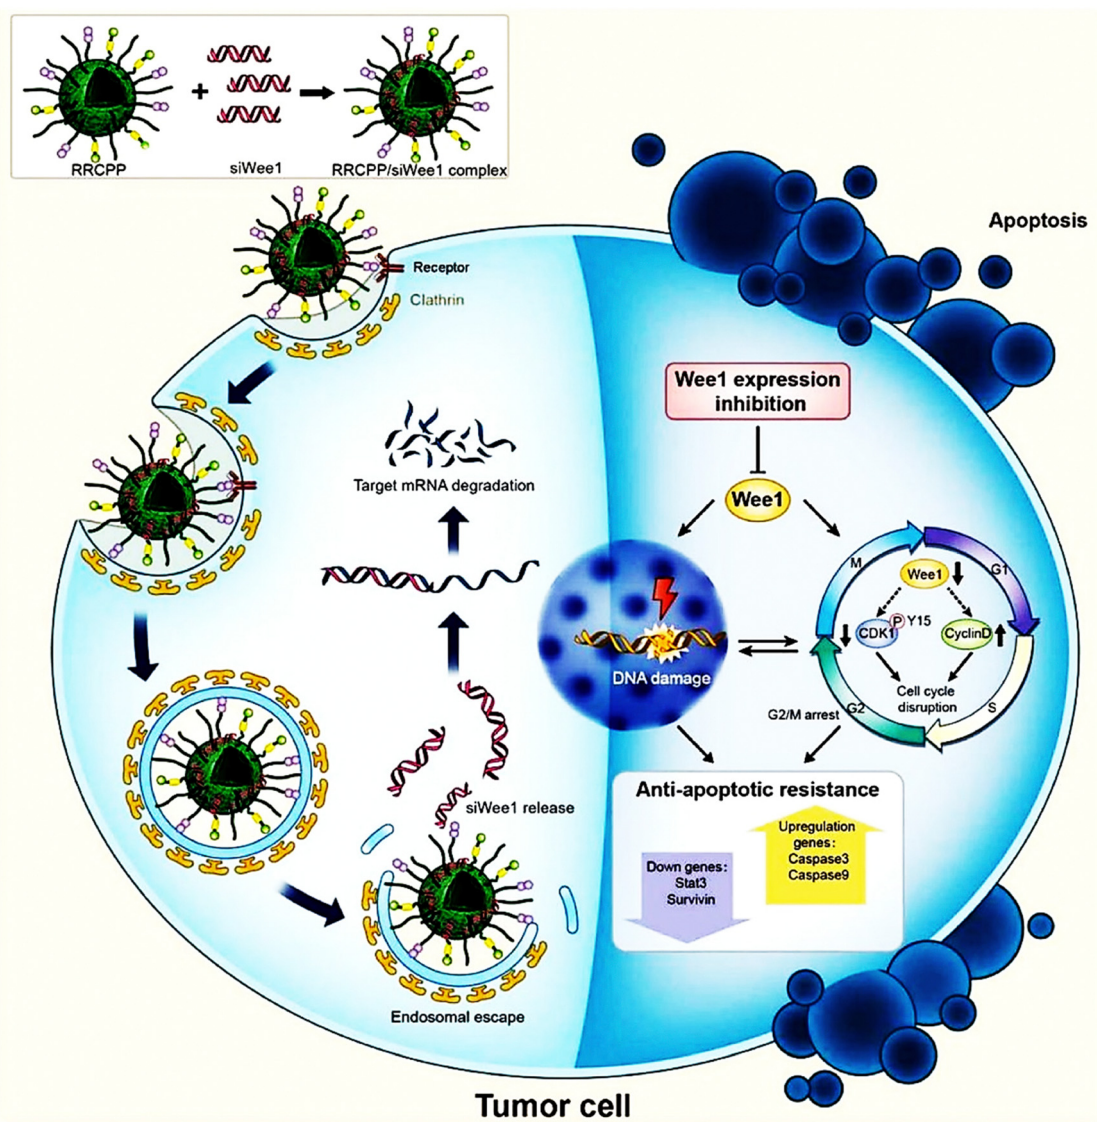 RRCPP
+
siWee1
RRCPP/siWee1 complex
Apoptosis
Receptor
Clathrin
Wee1 expression
inhibition
Wee1
Target mRNA degradation
M
G1
Wee1
CDK1
P
Y15
CyclinD
Cell cycle
disruption
G2
S
DNA damage
G2/M arrest
siWee1 release
Anti-apoptotic resistance
Down genes:
Stat3
Survivin
Upregulation
genes:
Caspase3
Caspase9
Endosomal escape
Tumor cell